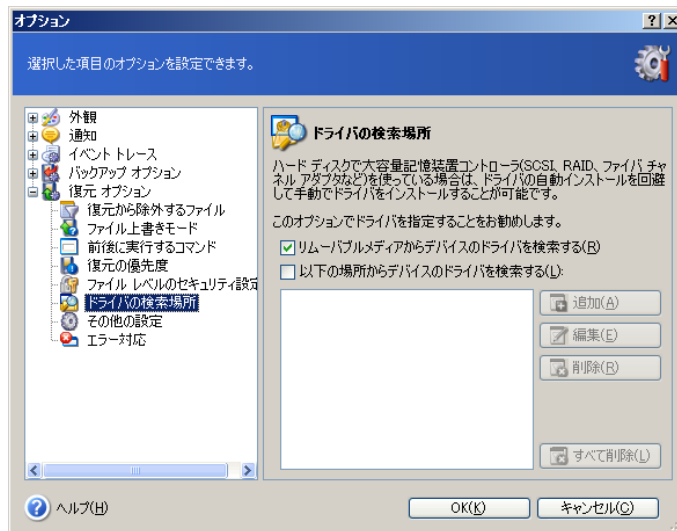 オプション
選択した項目のオプションを設定できます。
外観
通知
イベント トレース
バックアップ オプション
復元 オプション
復元から除外するファイル
ファイル上書きモード
前後に実行するコマンド
復元の優先度
ファイル レベルのセキュリティ設定
ドライバの検索場所
その他の設定
エラー対応
ドライバの検索場所
ハード ディスクで大容量記憶装置コントローラ(SCSI、RAID、ファイバ チャ
ネル アダプタなど)を使っている場合は、ドライバの自動インストールを回避
して手動でドライバをインストールすることが可能です。
このオプションでドライバを指定することをお勧めします。
リムーバブルメディアからデバイスのドライバを検索する(R)
以下の場所からデバイスのドライバを検索する(L):
追加(A)
編集(E)
削除(R)
すべて削除(L)
ヘルプ(H)
OK(K)
キャンセル(C)